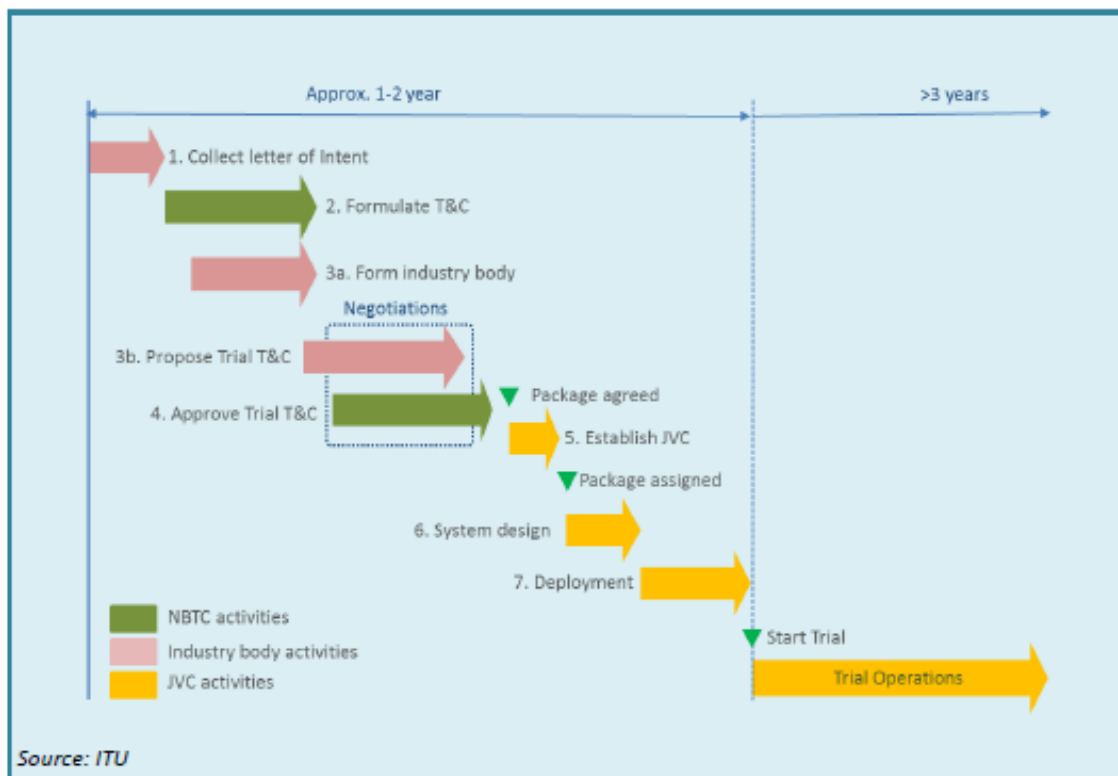 Approx. 1-2 year
>3 years
1. Collect letter of Intent
2. Formulate T&C
3a. Form industry body
Negotiations
3b. Propose Trial T&C
4. Approve Trial T&C
Package agreed
5. Establish JVC
Package assigned
6. System design
7. Deployment
NBTC activities
Industry body activities
JVC activities
Start Trial
Trial Operations
Source: ITU